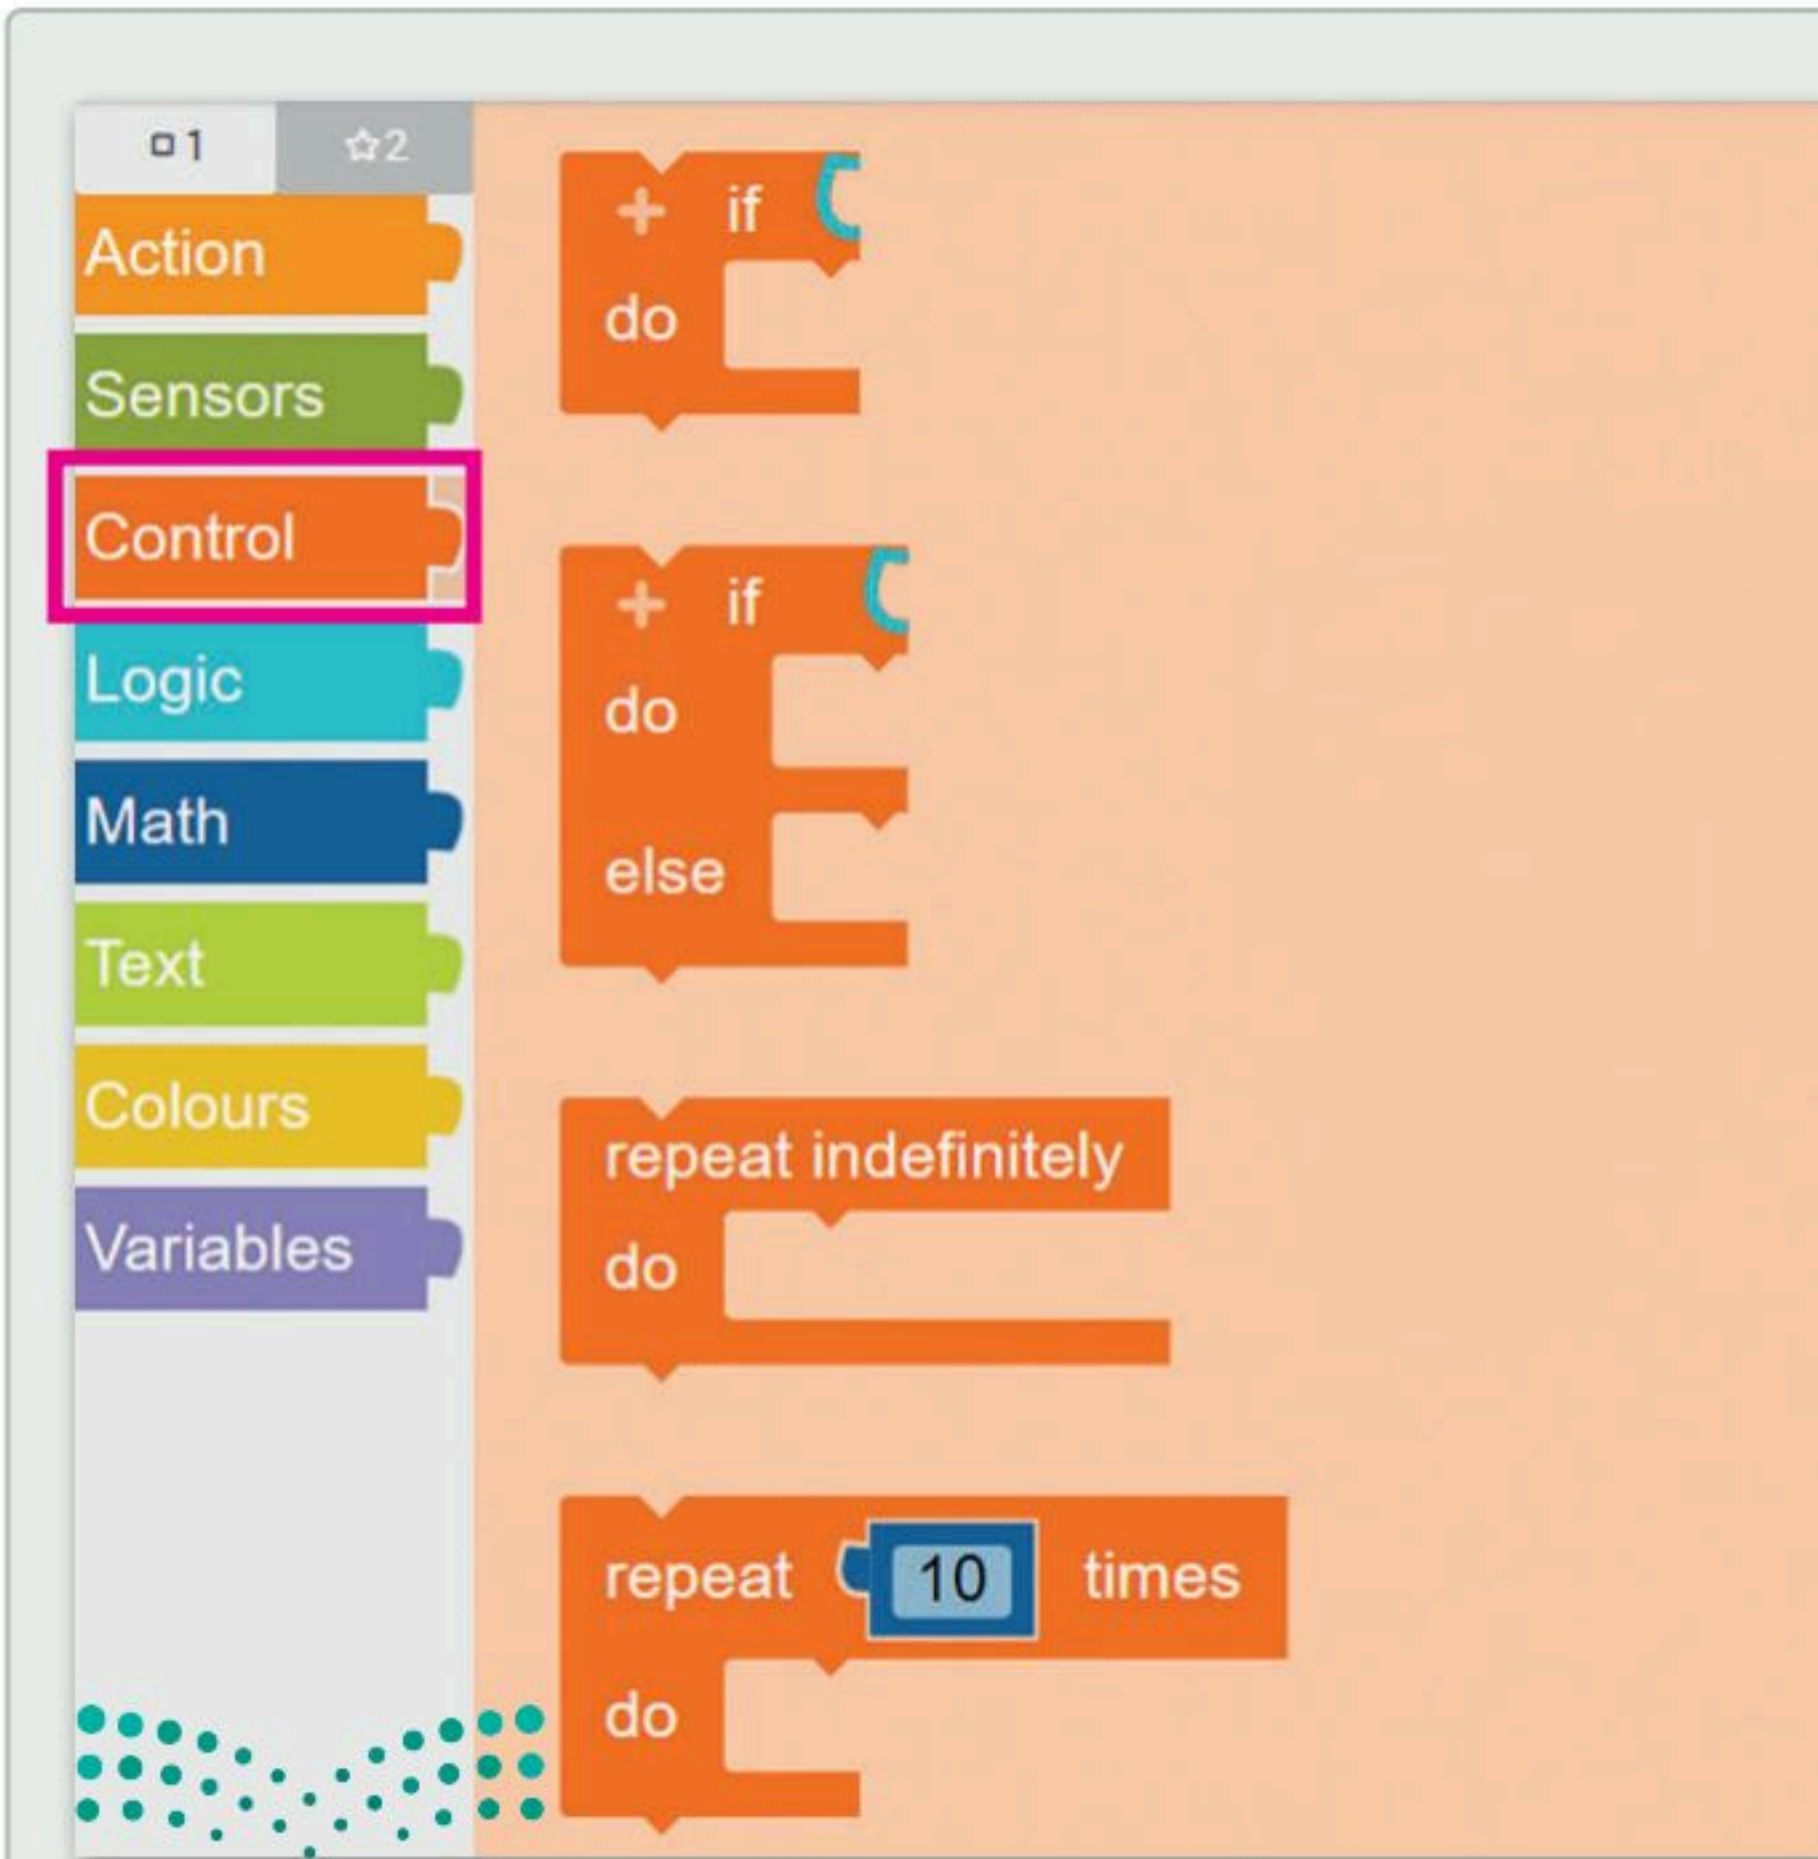 1
2
Action
Sensors
Control
Logic
Math
Text
Colours
Variables
+ if
do
+ if
do
else
repeat indefinitely
do
repeat 10 times
do